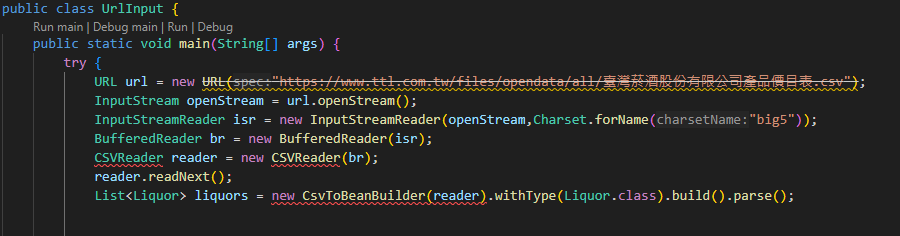 public class UrlInput {
Run main | Debug main | Run | Debug
public static void main(String[] args) {
try {
URL url = new URL(spec:"https://www.ttl.com.tw/files/opendata/all/臺灣菸酒股份有限公司產品價目表.csv");
InputStream openStream = url.openStream();
InputStreamReader isr = new InputStreamReader(openStream,Charset.forName(charsetName:"big5"));
BufferedReader br = new BufferedReader(isr);
CSVReader reader = new CSVReader(br);
reader.readNext();
List<Liquor> liquors = new CsvToBeanBuilder(reader).withType(Liquor.class).build().parse();